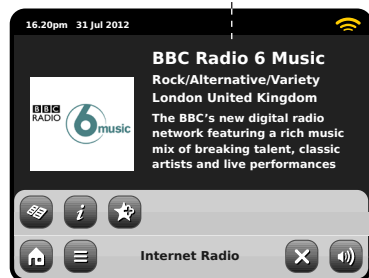 16.20pm 31 Jul 2012
BBC Radio 6 Music
Rock/Alternative/Variety
London United Kingdom
The BBC's new digital radio
network featuring a rich music
mix of breaking talent, classic
artists and live performances
BBC
RADIO 6 music
i
Internet Radio